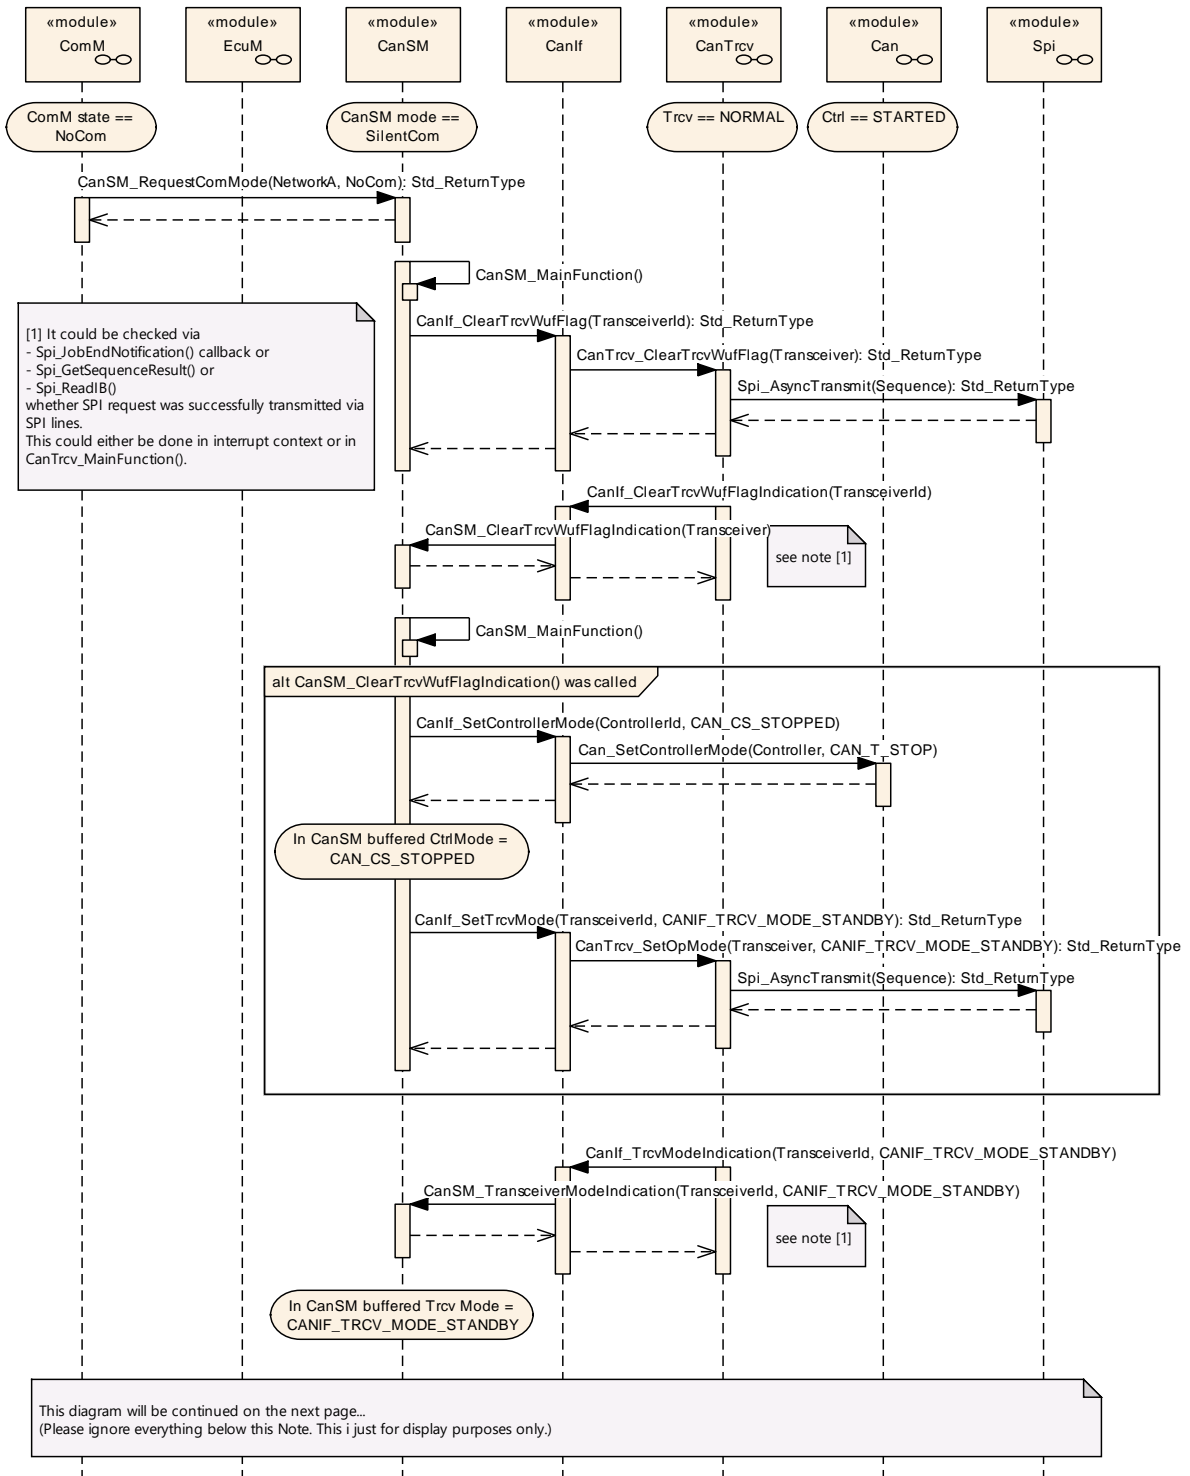 «module»
ComM
«module»
EcuM
«module»
CanSM
«module»
CanIf
«module»
CanTrcv
«module»
Can
«module»
Spi
ComM state ==
NoCom
CanSM mode ==
SilentCom
Trcv == NORMAL
Ctrl == STARTED
CanSM_RequestComMode(NetworkA, NoCom): Std_ReturnType
CanSM_MainFunction()
[1] It could be checked via
- Spi_JobEndNotification() callback or
- Spi_GetSequenceResult() or
- Spi_ReadIB()
whether SPI request was successfully transmitted via
SPI lines.
This could either be done in interrupt context or in
CanTrcv_MainFunction().
CanIf_ClearTrcvWufFlag(TransceiverId): Std_ReturnType
CanTrcv_ClearTrcvWufFlag(Transceiver): Std_ReturnType
Spi_AsyncTransmit(Sequence): Std_ReturnType
CanIf_ClearTrcvWufFlagIndication(TransceiverId)
CanSM_ClearTrcvWufFlagIndication(Transceiver)
see note [1]
CanSM_MainFunction()
alt CanSM_ClearTrcvWufFlagIndication() was called
CanIf_SetControllerMode(ControllerId, CAN_CS_STOPPED)
Can_SetControllerMode(Controller, CAN_T_STOP)
In CanSM buffered CtrlMode =
CAN_CS_STOPPED
CanIf_SetTrcvMode(TransceiverId, CANIF_TRCV_MODE_STANDBY): Std_ReturnType
CanTrcv_SetOpMode(Transceiver, CANIF_TRCV_MODE_STANDBY): Std_ReturnType
Spi_AsyncTransmit(Sequence): Std_ReturnType
CanIf_TrcvModeIndication(TransceiverId, CANIF_TRCV_MODE_STANDBY)
CanSM_TransceiverModeIndication(TransceiverId, CANIF_TRCV_MODE_STANDBY)
see note [1]
In CanSM buffered Trcv Mode =
CANIF_TRCV_MODE_STANDBY
This diagram will be continued on the next page...
(Please ignore everything below this Note. This i just for display purposes only.)